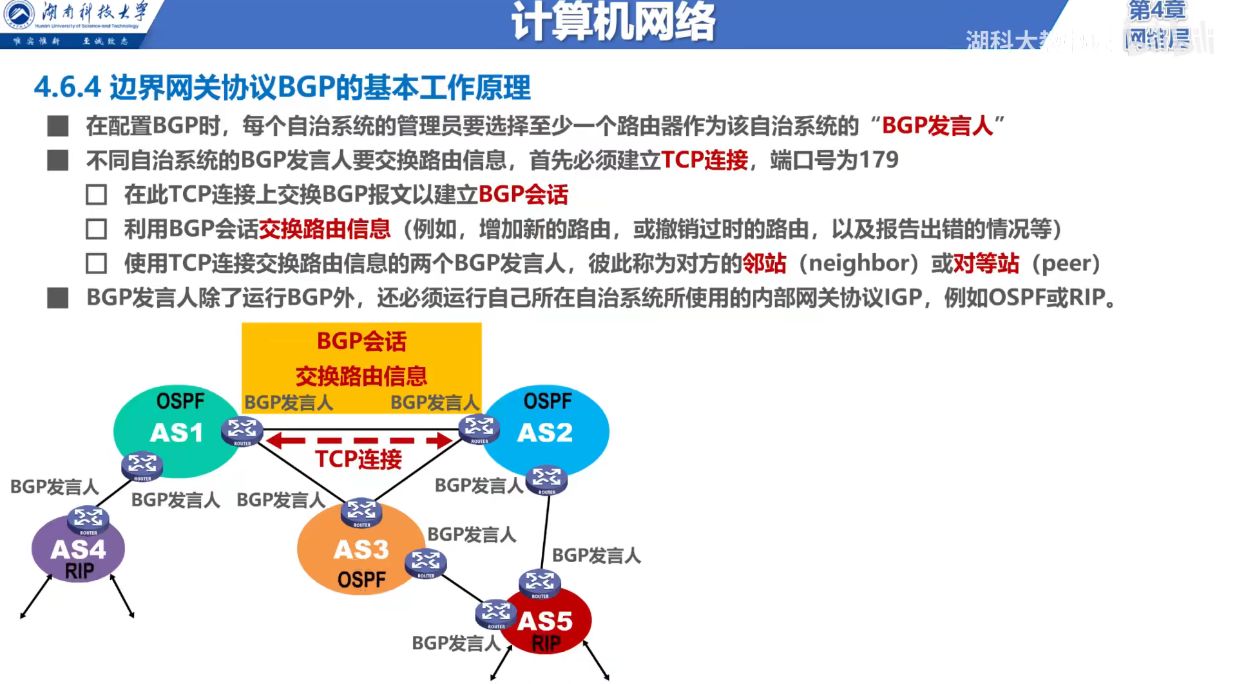 湖南科技大学
Hunan University of Science and Technology
唯实惟新 至诚致志
计算机网络
第4章
网络层
湖科大教
4.6.4 边界网关协议BGP的基本工作原理
在配置BGP时，每个自治系统的管理员要选择至少一个路由器作为该自治系统的“BGP发言人”
不同自治系统的BGP发言人要交换路由信息，首先必须建立TCP连接，端口号为179
在此TCP连接上交换BGP报文以建立BGP会话
利用BGP会话交换路由信息（例如，增加新的路由，或撤销过时的路由，以及报告出错的情况等）
使用TCP连接交换路由信息的两个BGP发言人，彼此称为对方的邻站（neighbor）或对等站（peer）
BGP发言人除了运行BGP外，还必须运行自己所在自治系统所使用的内部网关协议IGP，例如OSPF或RIP。
BGP会话
交换路由信息
OSPF BGP发言人 BGP发言人 OSPF
AS1 ROUTER ROUTER AS2
TCP连接
ROUTER ROUTER
BGP发言人 BGP发言人 BGP发言人 BGP发言人
ROUTER ROUTER
AS4 AS3 BGP发言人
RIP OSPF ROUTER BGP发言人
ROUTER
ROUTER AS5
BGP发言人 RIP